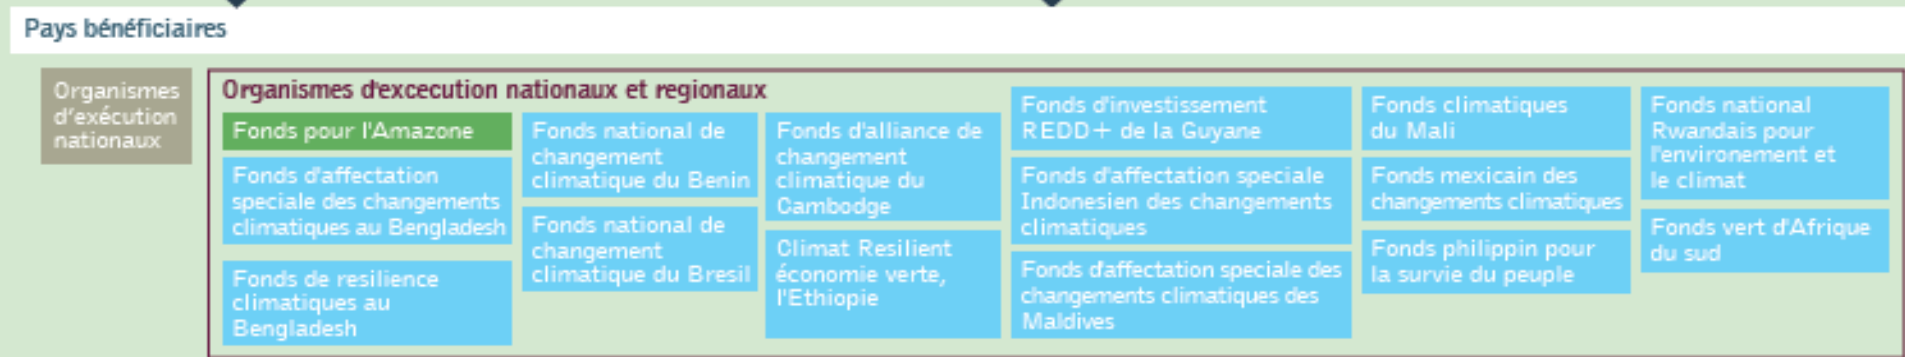 Pays bénéficiaires
Organismes
d'exécution
nationaux
Organismes d'excecution nationaux et regionaux
Fonds pour l'Amazone
Fonds d'affectation
speciale des changements
climatiques au Bengladesh
Fonds de resilience
climatiques au
Bengladesh
Fonds national de
changement
climatique du Benin
Fonds national de
changement
climatique du Bresil
Fonds d'alliance de
changement
climatique du
Cambodge
Climat Resilient
économie verte,
l'Ethiopie
Fonds d'investissement
REDD+ de la Guyane
Fonds d'affectation speciale
Indonesien des changements
climatiques
Fonds d'affectation speciale des
changements climatiques des
Maldives
Fonds climatiques
du Mali
Fonds mexicain des
changements climatiques
Fonds philippin pour
la survie du peuple
Fonds national
Rwandais pour
l'environement et
le climat
Fonds vert d'Afrique
du sud